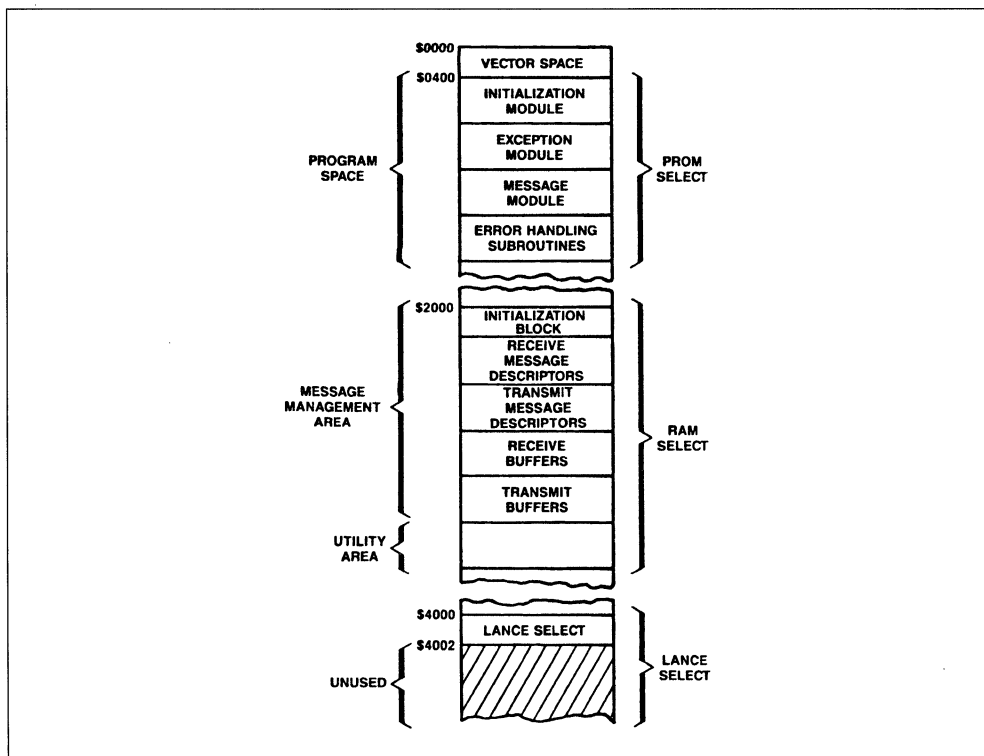 $0000
VECTOR SPACE
$0400
INITIALIZATION
MODULE
EXCEPTION
MODULE
PROGRAM
SPACE
PROM
SELECT
MESSAGE
MODULE
ERROR HANDLING
SUBROUTINES
$2000
INITIALIZATION
BLOCK
RECEIVE
MESSAGE
DESCRIPTORS
MESSAGE
MANAGEMENT
AREA
TRANSMIT
MESSAGE
DESCRIPTORS
RAM
SELECT
RECEIVE
BUFFERS
TRANSMIT
BUFFERS
UTILITY
AREA
$4000
LANCE SELECT
$4002
LANCE
SELECT
UNUSED